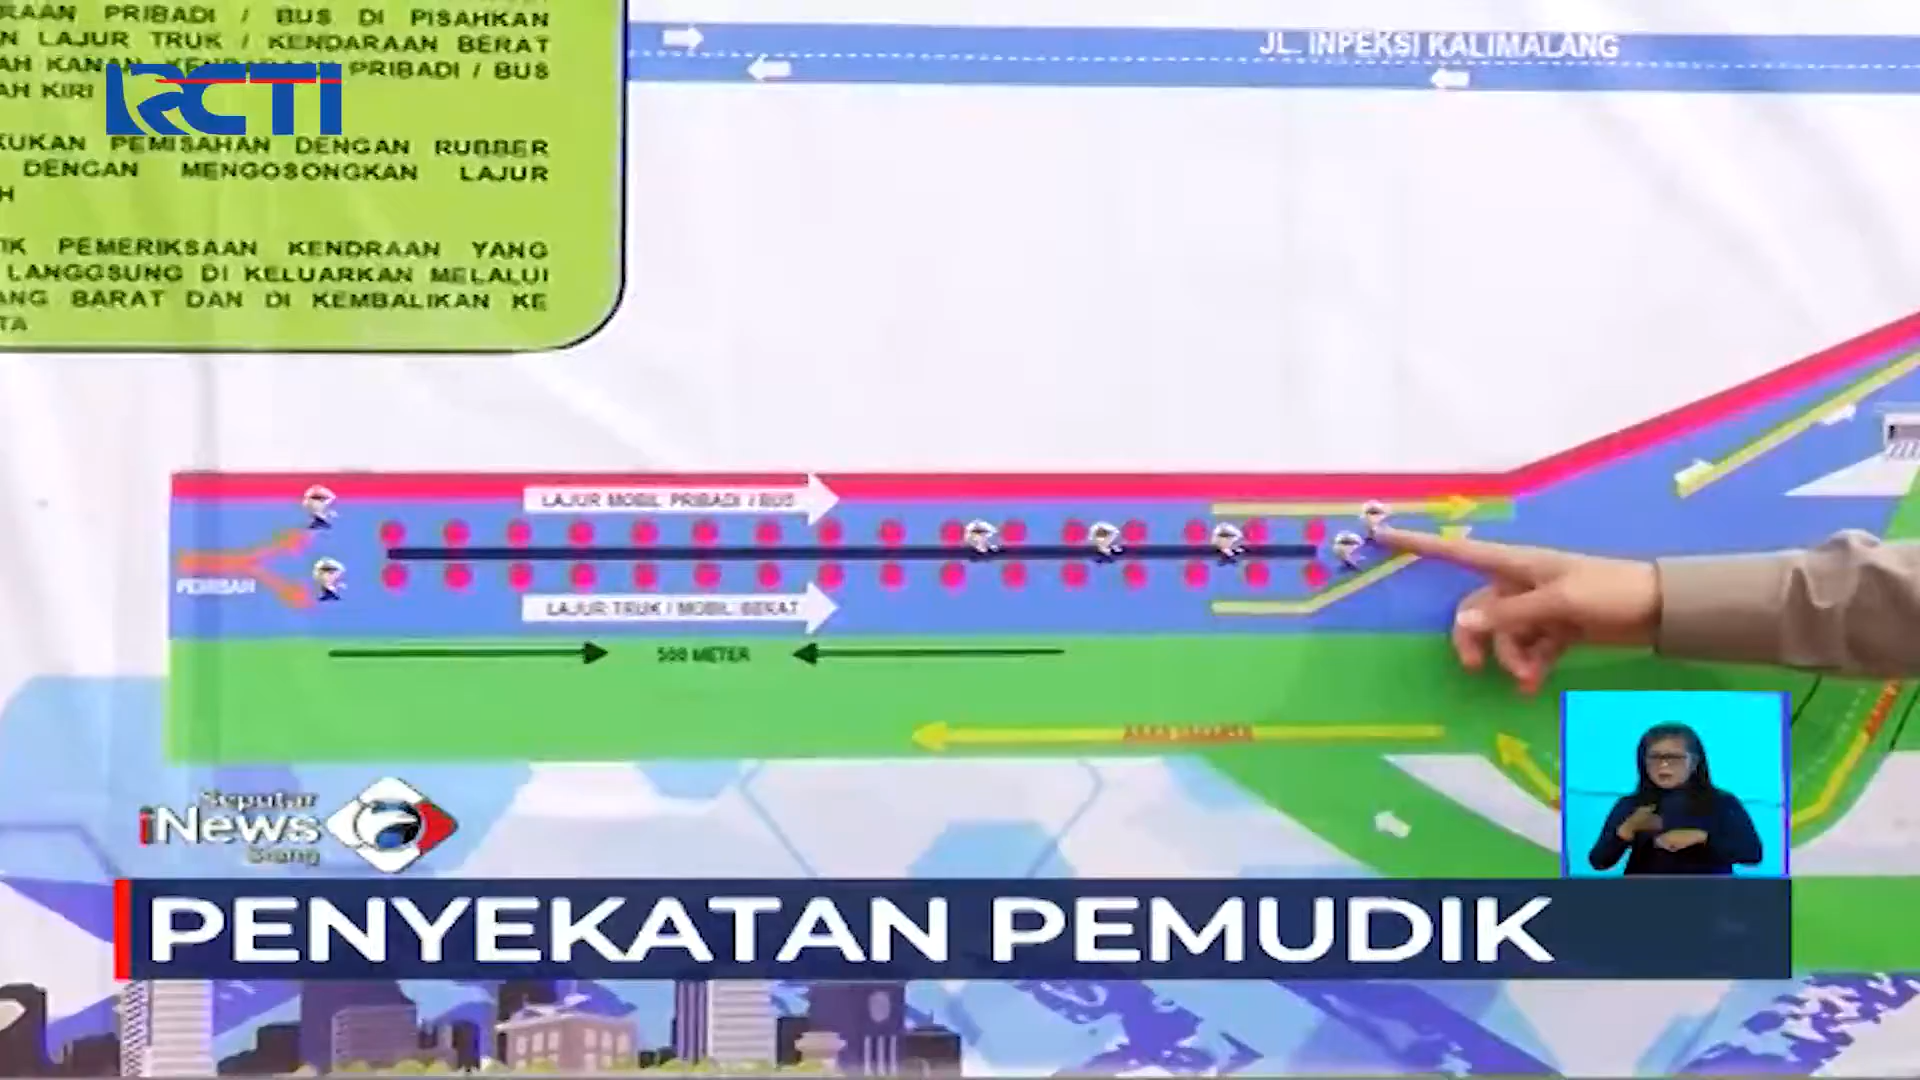 RAAN PRIBADI / BUS DI PISAHKAN
N LAJUR TRUK / KENDARAAN BERAT
AH KANAN, KENDARAAN PRIBADI / BUS
AH KIRI
RCTI
KUKAN PEMISAHAN DENGAN RUBBER
DENGAN MENGOSONGKAN LAJUR
H
IK PEMERIKSAAN KENDRAAN YANG
LANGGSUNG DI KELUARKAN MELALUI
ANG BARAT DAN DI KEMBALIKAN KE
TA
JL. INPEKSI KALIMALANG
LAJUR MOBIL PRIBADI / BUS
PEMISAH
LAJUR TRUK / MOBIL BERAT
500 METER
Seputar
iNews
Siang
PENYEKATAN PEMUDIK